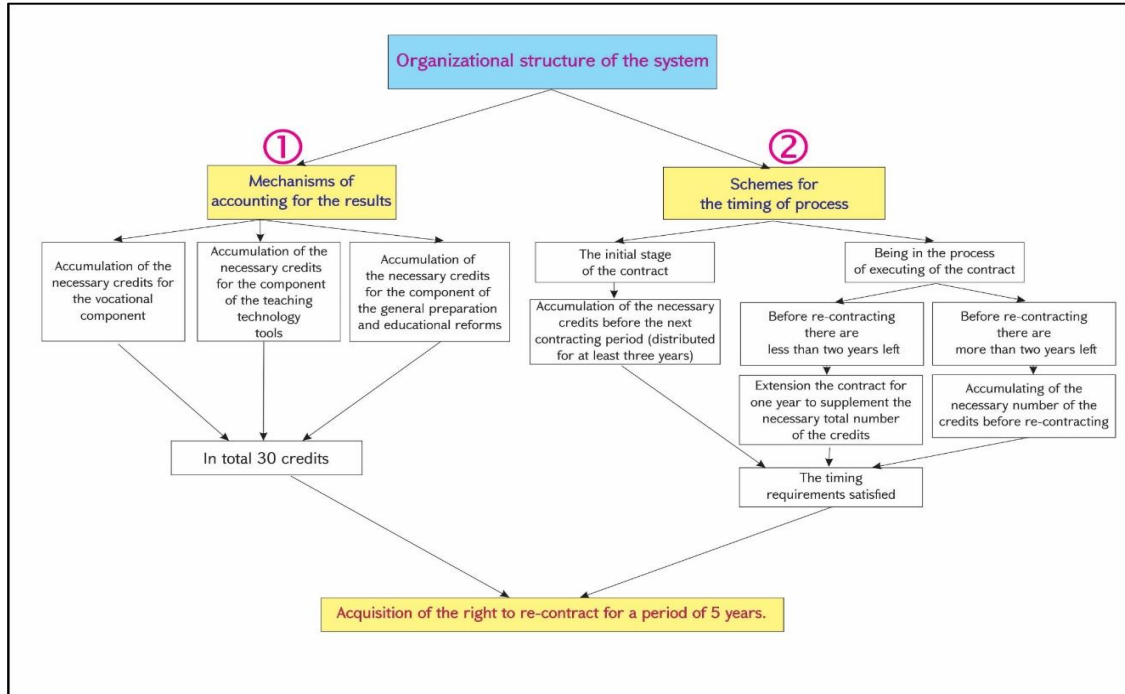 Organizational structure of the system
①
Mechanisms of
accounting for the results
Accumulation of the
necessary credits for
the vocational
component
Accumulation of the
necessary credits
for the component
of the teaching
technology
tools
Accumulation of
the necessary credits
for the component of
the general preparation
and educational reforms
In total 30 credits
②
Schemes for
the timing of process
The initial stage
of the contract
Accumulation of the necessary
credits before the next
contracting period (distributed
for at least three years)
Being in the process
of executing of the contract
Before re-contracting
there are
less than two years left
Extension the contract for
one year to supplement the
necessary total number
of the credits
Before re-contracting
there are
more than two years left
Accumulating of the
necessary number of the
credits before re-contracting
The timing
requirements satisfied
Acquisition of the right to re-contract for a period of 5 years.